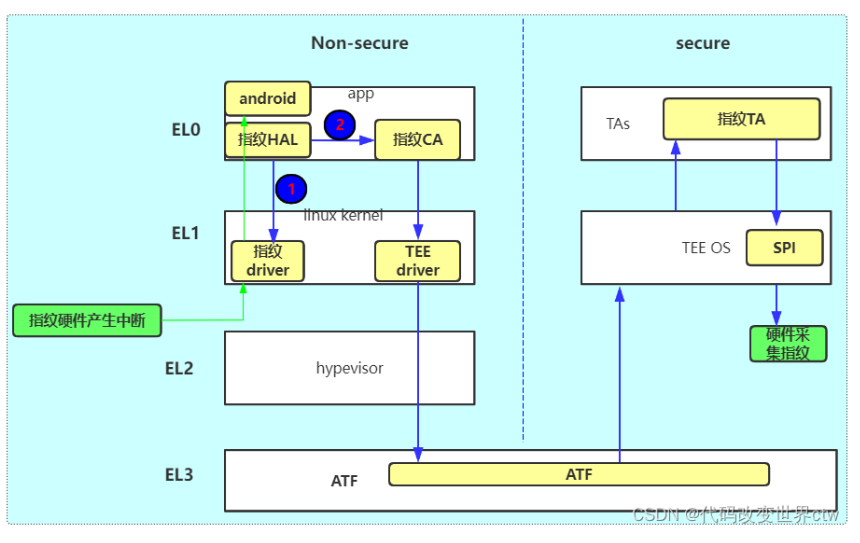 Non-secure
secure
android
app
EL0
指纹HAL
2
指纹CA
TAs
指纹TA
1
linux kernel
EL1
指纹
driver
TEE
driver
TEE OS
SPI
指纹硬件产生中断
硬件采
集指纹
EL2
hypevisor
EL3
ATF
ATF
CSDN @代码改变世界ctw